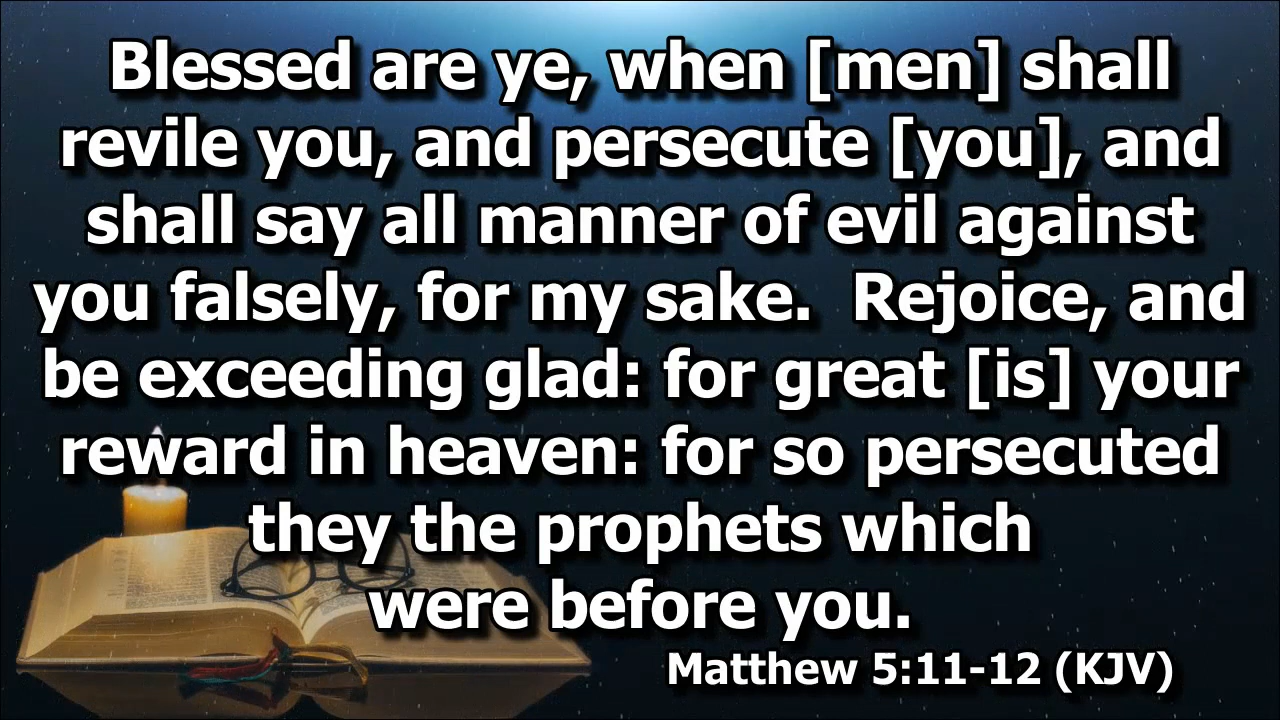 Blessed are ye, when [men] shall
revile you, and persecute [you], and
shall say all manner of evil against
you falsely, for my sake.  Rejoice, and
be exceeding glad: for great [is] your
reward in heaven: for so persecuted
they the prophets which
were before you.
Matthew 5:11-12 (KJV)